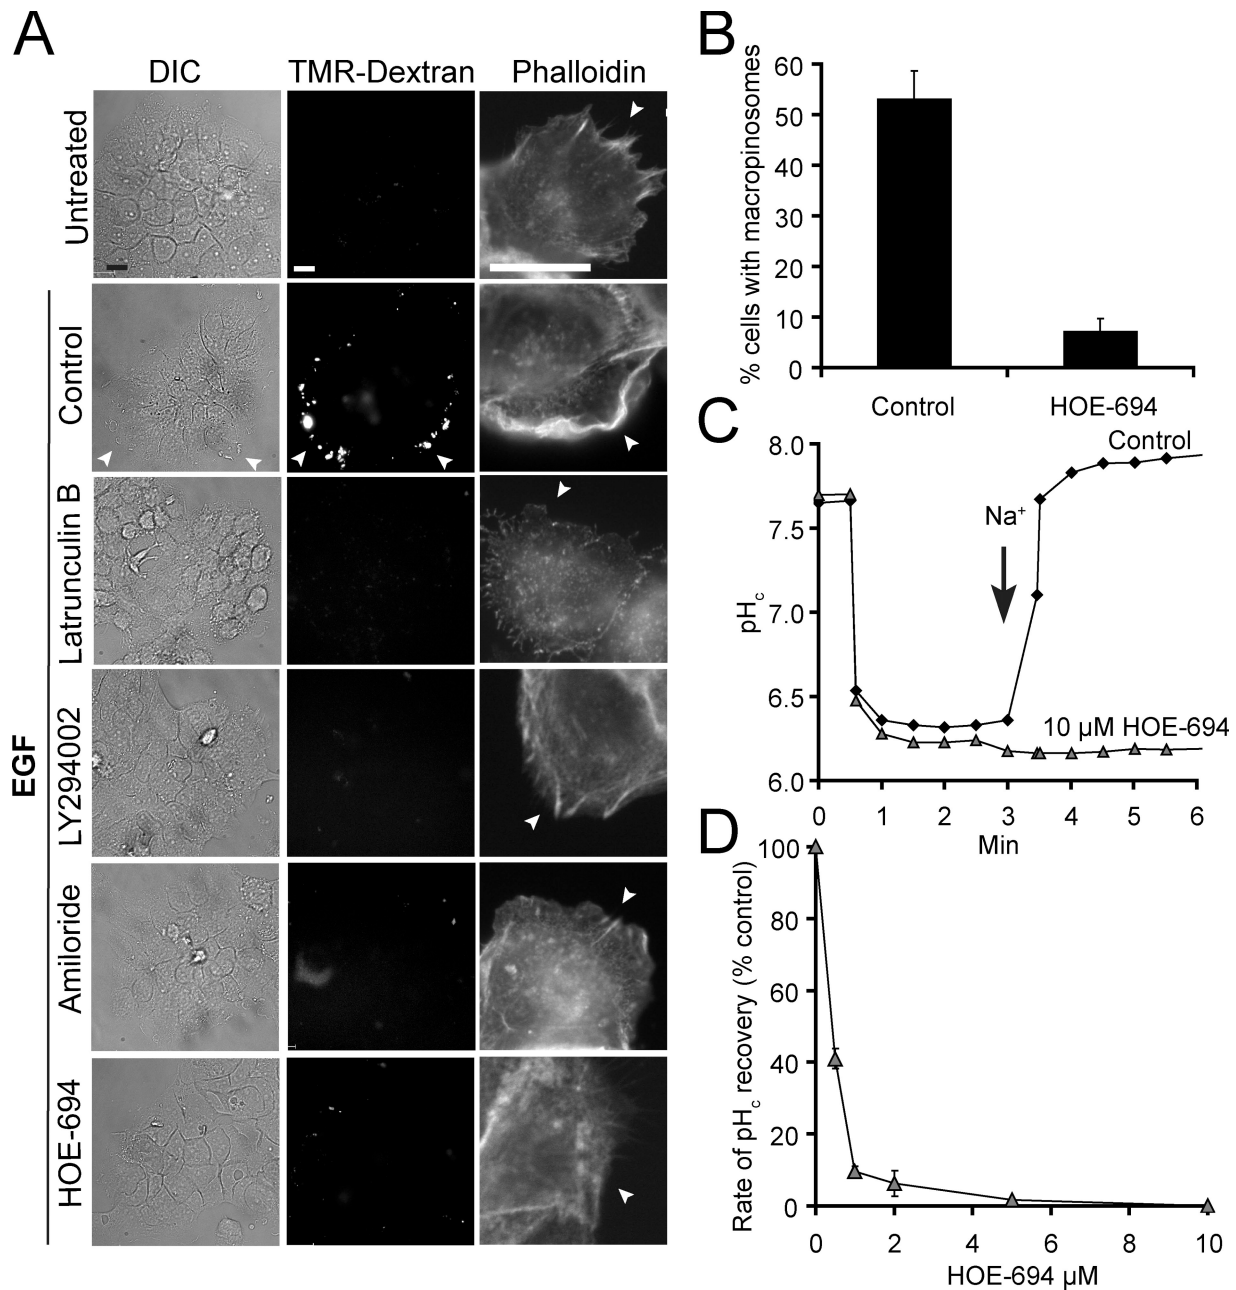 A
DIC
TMR-Dextran
Phalloidin
Untreated
EGF
Control
Latrunculin B
LY294002
Amiloride
HOE-694
B
% cells with macropinosomes
60
50
40
30
20
10
0
Control
HOE-694
C
pHc
8.0
7.5
7.0
6.5
6.0
Control
Na+
10 µM HOE-694
0 1 2 3 4 5 6
Min
D
Rate of pHc recovery (% control)
100
80
60
40
20
0
0 2 4 6 8 10
HOE-694 µM